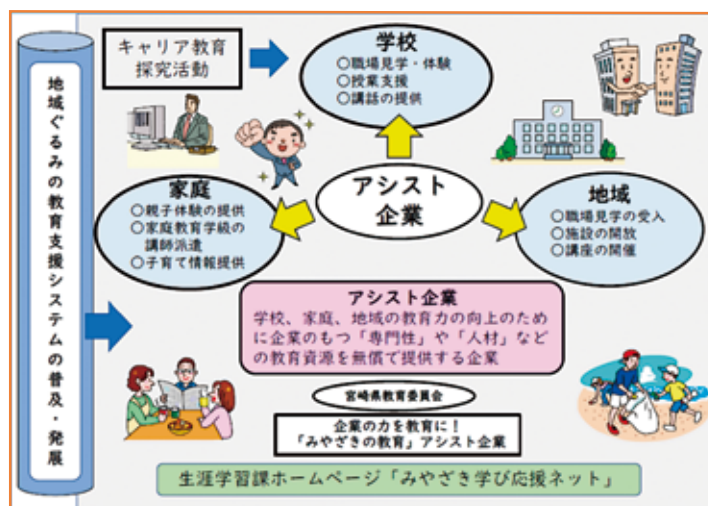 地域ぐるみの教育支援システムの普及・発展
キャリア教育
探究活動
学校
○職場見学・体験
○授業支援
○講話の提供
アシスト
企業
家庭
○親子体験の提供
○家庭教育学級の
講師派遣
○子育て情報提供
地域
○職場見学の受入
○施設の開放
○講座の開催
アシスト企業
学校、家庭、地域の教育力の向上のために企業のもつ「専門性」や「人材」などの教育資源を無償で提供する企業
宮崎県教育委員会
企業の力を教育に！
「みやざきの教育」アシスト企業
生涯学習課ホームページ「みやざき学び応援ネット」